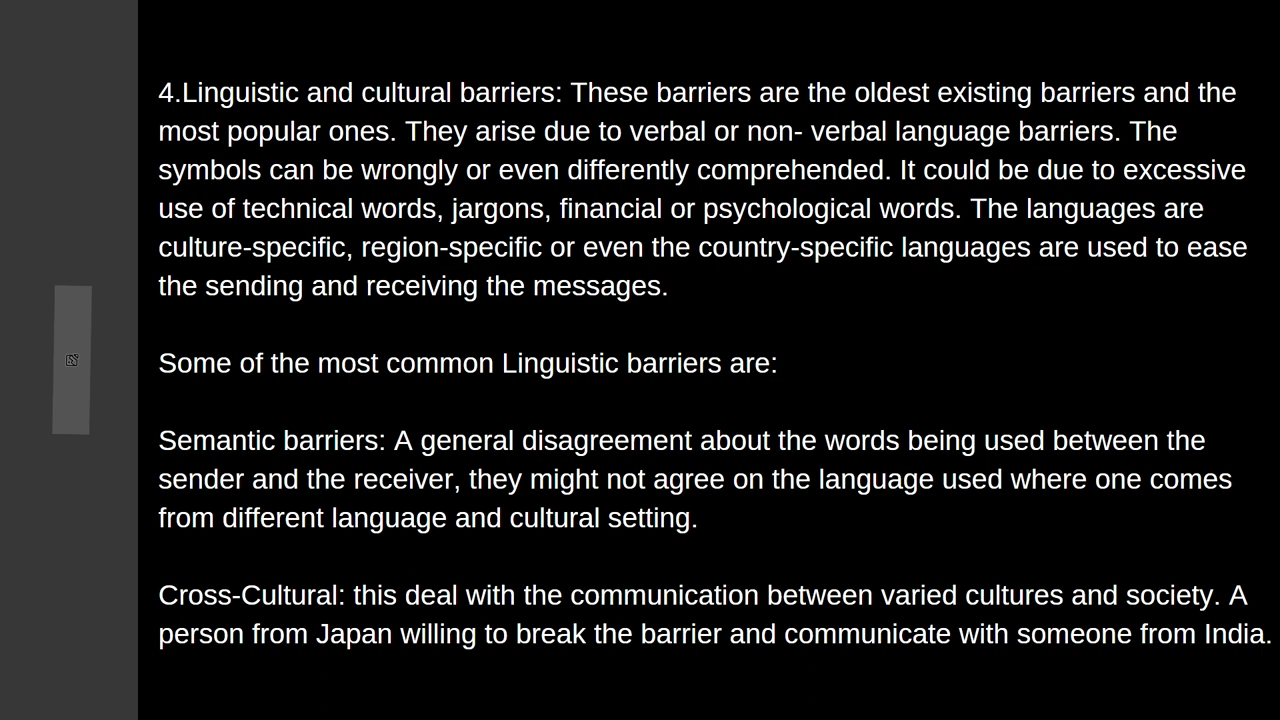 4.Linguistic and cultural barriers: These barriers are the oldest existing barriers and the
most popular ones. They arise due to verbal or non- verbal language barriers. The
symbols can be wrongly or even differently comprehended. It could be due to excessive
use of technical words, jargons, financial or psychological words. The languages are
culture-specific, region-specific or even the country-specific languages are used to ease
the sending and receiving the messages.
Some of the most common Linguistic barriers are:
Semantic barriers: A general disagreement about the words being used between the
sender and the receiver, they might not agree on the language used where one comes
from different language and cultural setting.
Cross-Cultural: this deal with the communication between varied cultures and society. A
person from Japan willing to break the barrier and communicate with someone from India.